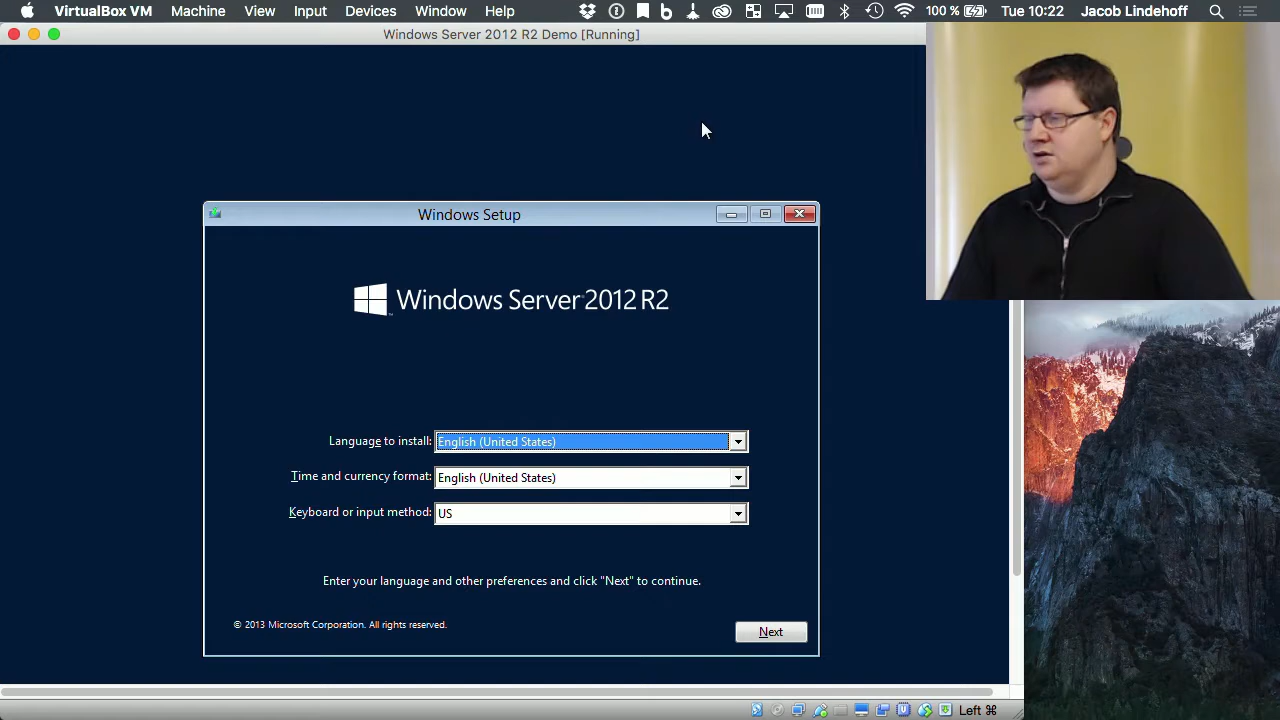 VirtualBox VM Machine View Input Devices Window Help 100 % Tue 10:22 Jacob Lindehoff
Windows Server 2012 R2 Demo [Running]
Windows Setup
Windows Server 2012 R2
Language to install: English (United States)
Time and currency format: English (United States)
Keyboard or input method: US
Enter your language and other preferences and click "Next" to continue.
© 2013 Microsoft Corporation. All rights reserved.
Next
Left ⌘